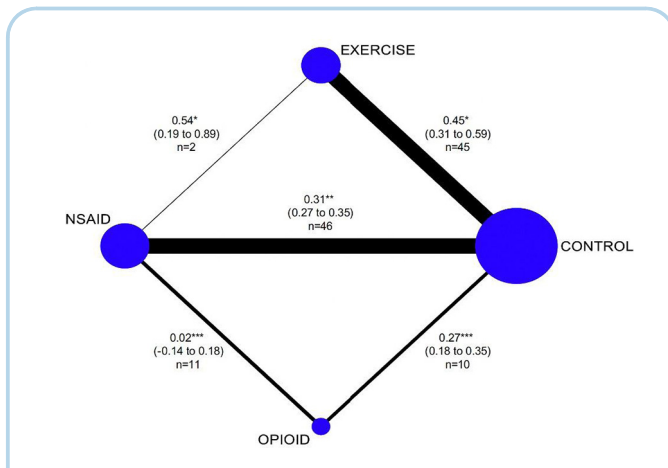 EXERCISE
0.54*
(0.19 to 0.89)
n=2
0.45*
(0.31 to 0.59)
n=45
NSAID
0.31**
(0.27 to 0.35)
n=46
CONTROL
0.02***
(-0.14 to 0.18)
n=11
0.27***
(0.18 to 0.35)
n=10
OPIOID